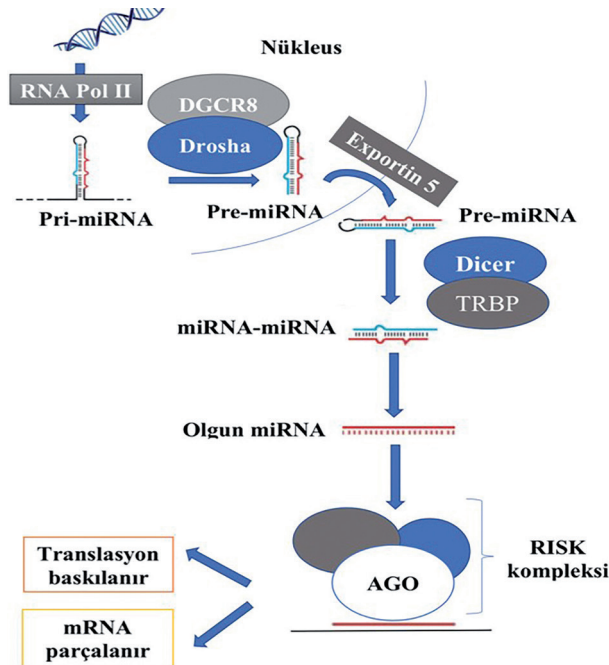 Nükleus
RNA Pol II
DGCR8
Drosha
Exportin 5
Pri-miRNA
Pre-miRNA
Pre-miRNA
Dicer
TRBP
miRNA-miRNA
Olgun miRNA
AGO
RISK
kompleksi
Translasyon
baskılanır
mRNA
parçalanır